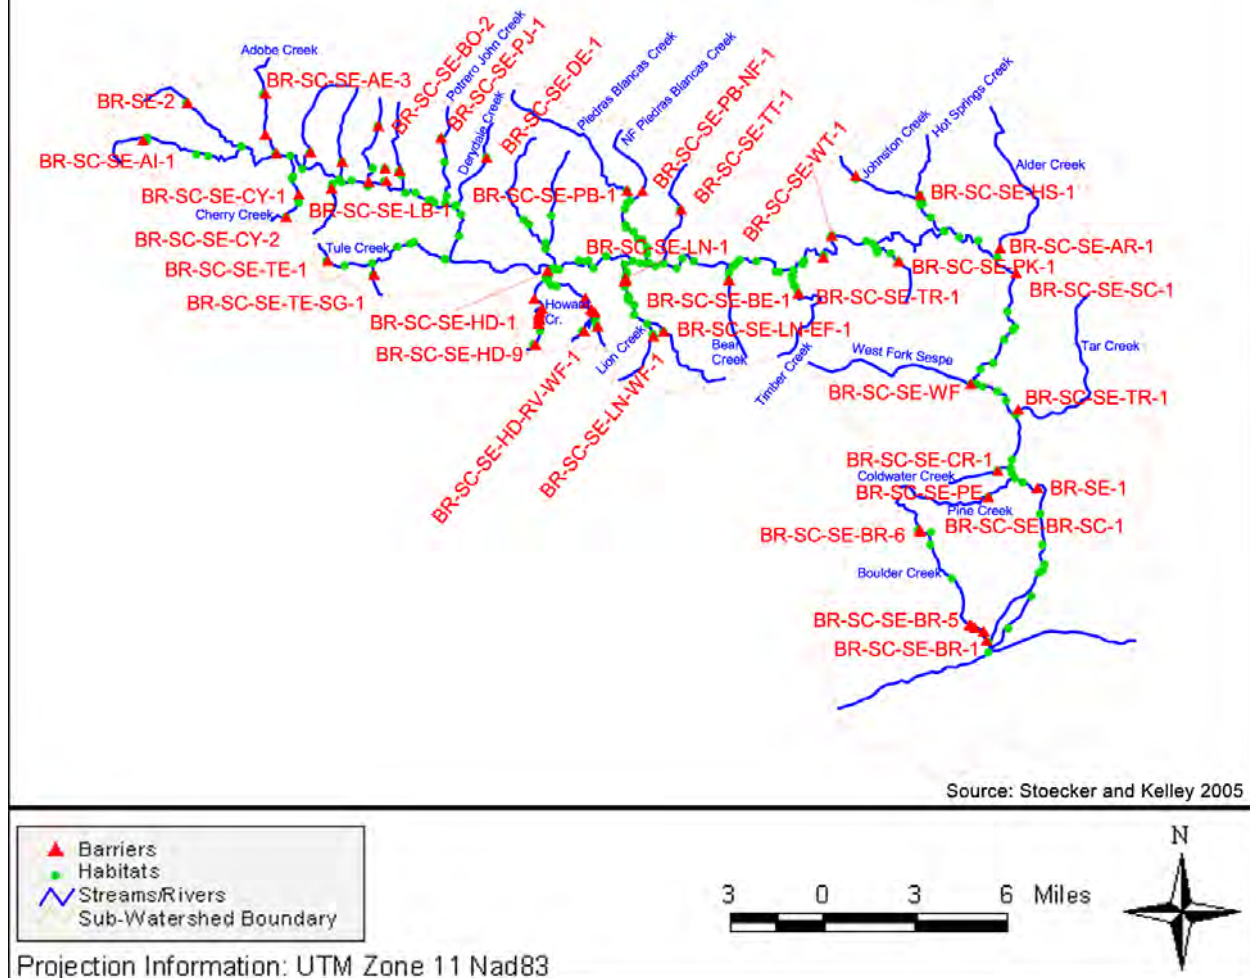 Adobe Creek
BR-SC-SE-BO-2
Potrero John Creek
BR-SC-SE-PJ-1
BR-SC-SE-DE-1
Piedras Blancas Creek
NF Piedras Blancas Creek
BR-SC-SE-PB-NF-1
BR-SC-SE-AE-3
BR-SE-2
Derydale Creek
BR-SC-SE-TT-1
BR-SC-SE-WT-1
Johnston Creek
Hot Springs Creek
BR-SC-SE-AI-1
Alder Creek
BR-SC-SE-CY-1
BR-SC-SE-PB-1
BR-SC-SE-HS-1
Cherry Creek
BR-SC-SE-LB-1
BR-SC-SE-CY-2
Tule Creek
BR-SC-SE-LN-1
BR-SC-SE-AR-1
BR-SC-SE-TE-1
BR-SC-SE-PK-1
BR-SC-SE-SC-1
BR-SC-SE-TE-SG-1
Howard
Cr.
BR-SC-SE-BE-1
BR-SC-SE-TR-1
BR-SC-SE-HD-1
BR-SC-SE-LN-EF-1
BR-SC-SE-HD-9
Lion Creek
Bear
Creek
Timber Creek
West Fork Sespe
Tar Creek
BR-SC-SE-HD-RV-WF-1
BR-SC-SE-LN-WF-1
BR-SC-SE-WF
BR-SC-SE-TR-1
BR-SC-SE-CR-1
Coldwater Creek
BR-SC-SE-PE
BR-SE-1
Pine Creek
BR-SC-SE-BR-SC-1
BR-SC-SE-BR-6
Boulder Creek
BR-SC-SE-BR-5
BR-SC-SE-BR-1
Source: Stoecker and Kelley 2005
Barriers
Habitats
Streams/Rivers
Sub-Watershed Boundary
3 0 3 6 Miles
N
Projection Information: UTM Zone 11 Nad83